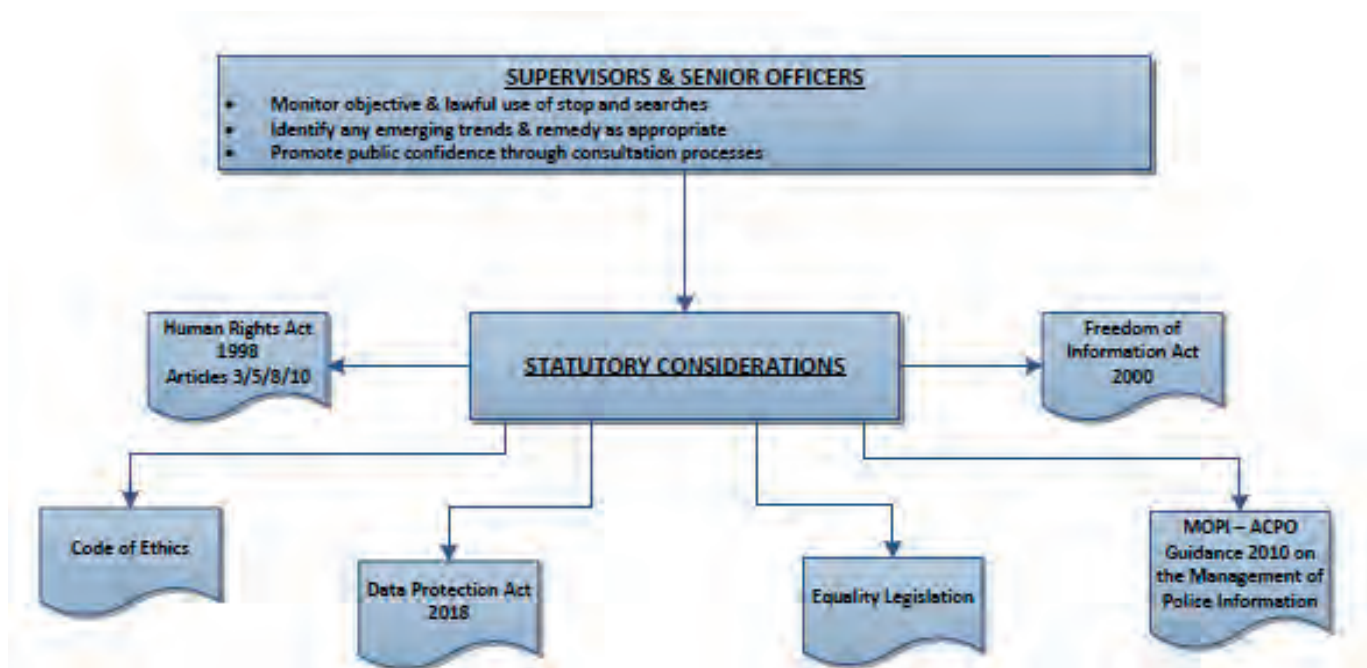 SUPERVISORS & SENIOR OFFICERS
• Monitor objective & lawful use of stop and searches
• Identify any emerging trends & remedy as appropriate
• Promote public confidence through consultation processes
Human Rights Act
1998
Articles 3/5/8/10
STATUTORY CONSIDERATIONS
Freedom of
Information Act
2000
Code of Ethics
Data Protection Act
2018
Equality Legislation
MOPI – ACPO
Guidance 2010 on
the Management of
Police Information